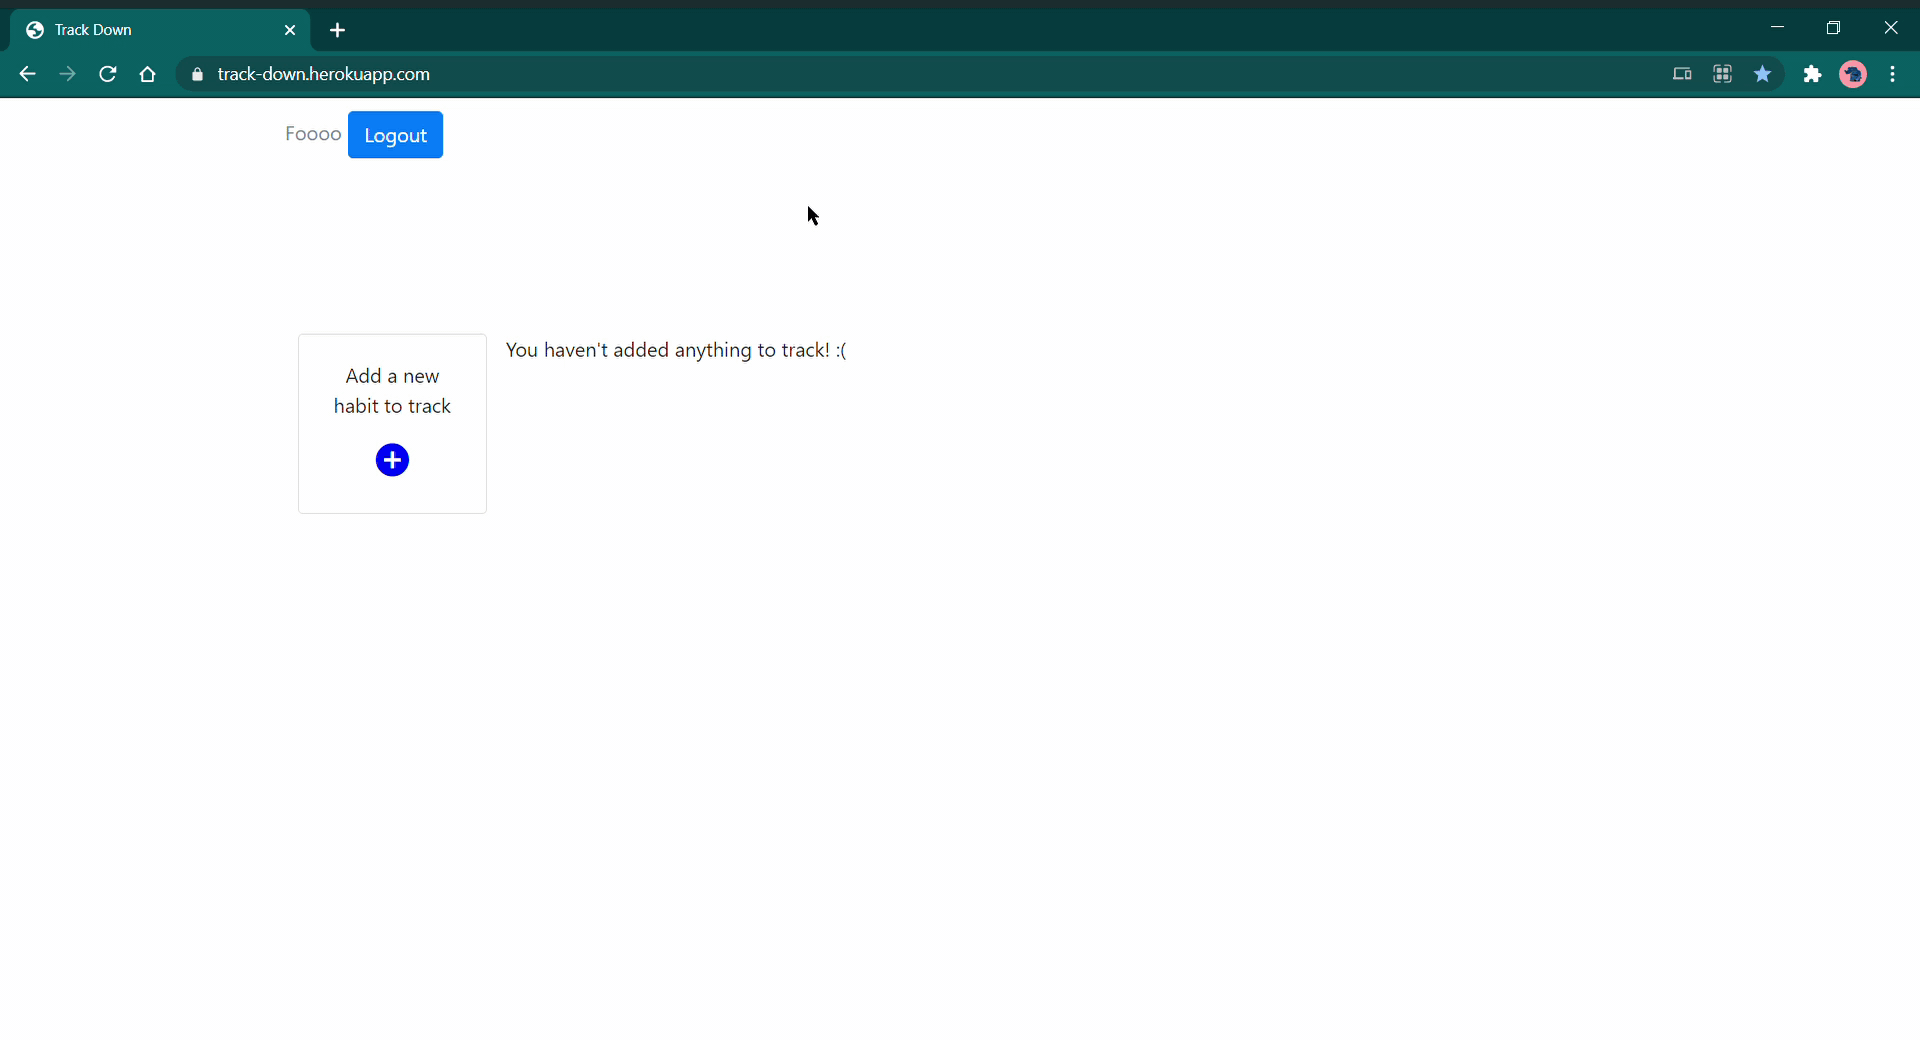 Track Down
track-down.herokuapp.com
Foooo
Logout
Add a new
habit to track
You haven't added anything to track! :(